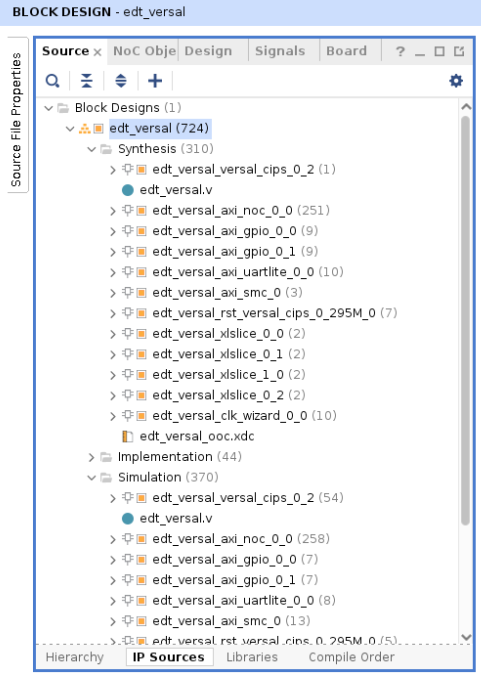 BLOCK DESIGN - edt_versal
Source File Properties
Source × NoC Obje Design Signals Board ?
Block Designs (1)
edt_versal (724)
Synthesis (310)
edt_versal_versal_cips_0_2 (1)
edt_versal.v
edt_versal_axi_noc_0_0 (251)
edt_versal_axi_gpio_0_0 (9)
edt_versal_axi_gpio_0_1 (9)
edt_versal_axi_uartlite_0_0 (10)
edt_versal_axi_smc_0 (3)
edt_versal_rst_versal_cips_0_295M_0 (7)
edt_versal_xlslice_0_0 (2)
edt_versal_xlslice_0_1 (2)
edt_versal_xlslice_1_0 (2)
edt_versal_xlslice_0_2 (2)
edt_versal_clk_wizard_0_0 (10)
edt_versal_ooc.xdc
Implementation (44)
Simulation (370)
edt_versal_versal_cips_0_2 (54)
edt_versal.v
edt_versal_axi_noc_0_0 (258)
edt_versal_axi_gpio_0_0 (7)
edt_versal_axi_gpio_0_1 (7)
edt_versal_axi_uartlite_0_0 (8)
edt_versal_axi_smc_0 (13)
edt_versal_rst_versal_cips_0_295M_0 (5)
Hierarchy IP Sources Libraries Compile Order